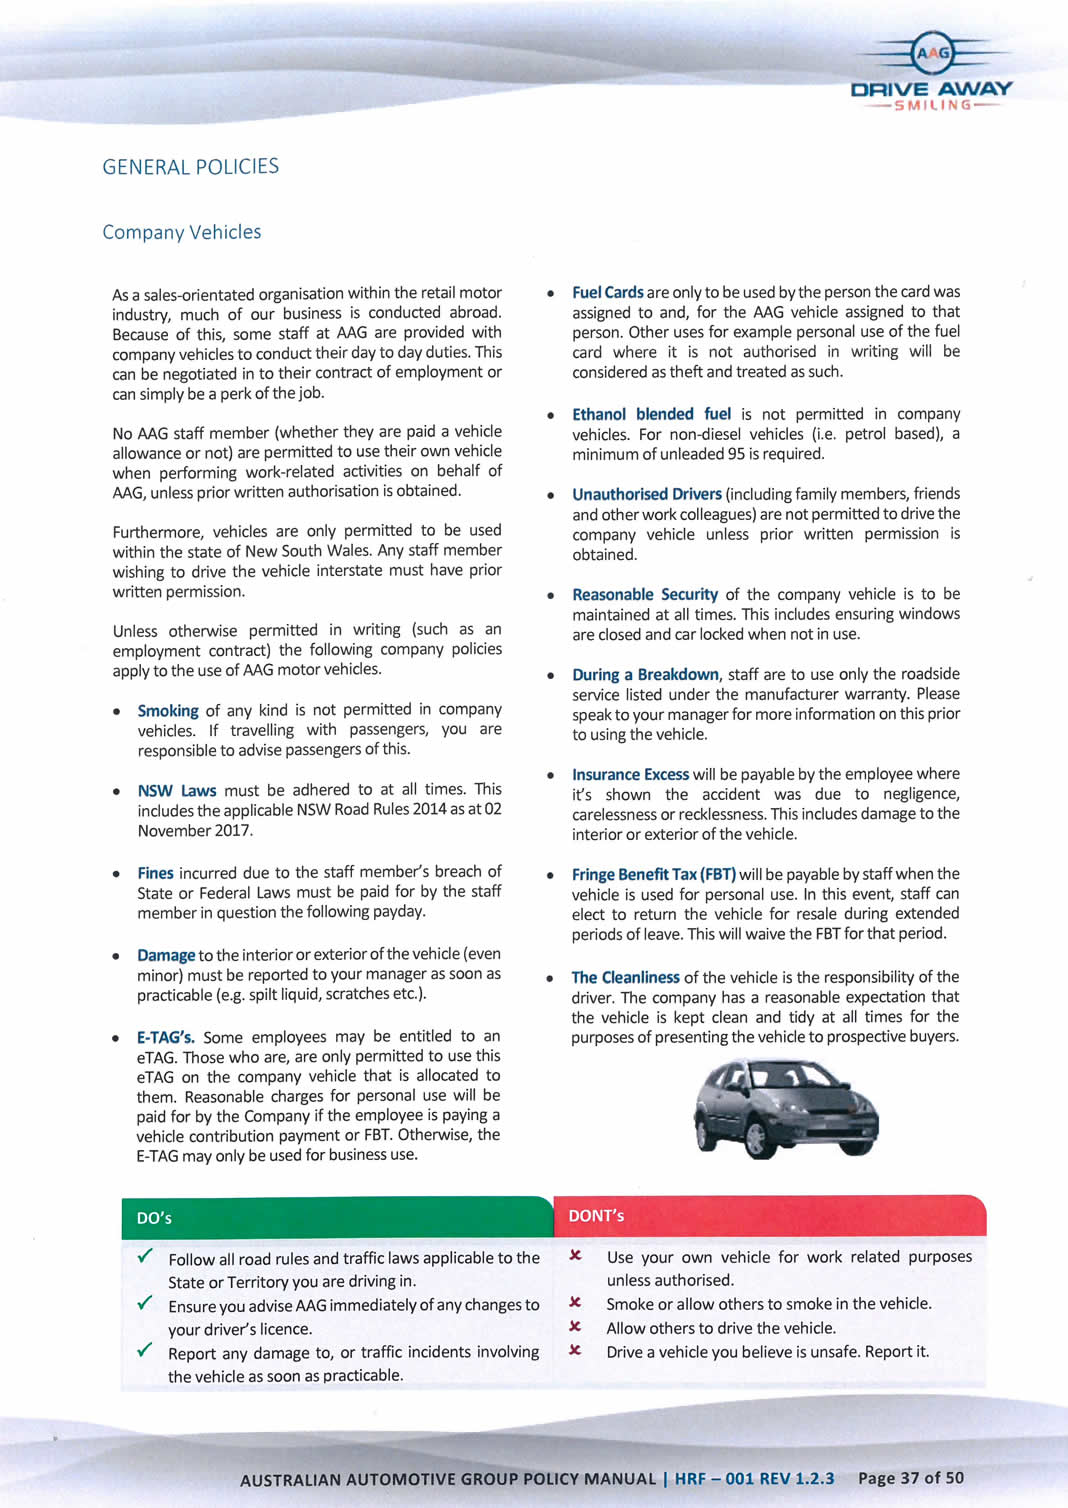 AAG
DRIVE AWAY
SMILING
GENERAL POLICIES
Company Vehicles
As a sales-orientated organisation within the retail motor
industry, much of our business is conducted abroad.
Because of this, some staff at AAG are provided with
company vehicles to conduct their day to day duties. This
can be negotiated in to their contract of employment or
can simply be a perk of the job.
No AAG staff member (whether they are paid a vehicle
allowance or not) are permitted to use their own vehicle
when performing work-related activities on behalf of
AAG, unless prior written authorisation is obtained.
Furthermore, vehicles are only permitted to be used
within the state of New South Wales. Any staff member
wishing to drive the vehicle interstate must have prior
written permission.
Unless otherwise permitted in writing (such as an
employment contract) the following company policies
apply to the use of AAG motor vehicles.
• Smoking of any kind is not permitted in company
vehicles. If travelling with passengers, you are
responsible to advise passengers of this.
• NSW Laws must be adhered to at all times. This
includes the applicable NSW Road Rules 2014 as at 02
November 2017.
• Fines incurred due to the staff member's breach of
State or Federal Laws must be paid for by the staff
member in question the following payday.
• Damage to the interior or exterior of the vehicle (even
minor) must be reported to your manager as soon as
practicable (e.g. spilt liquid, scratches etc.).
• E-TAG's. Some employees may be entitled to an
eTAG. Those who are, are only permitted to use this
eTAG on the company vehicle that is allocated to
them. Reasonable charges for personal use will be
paid for by the Company if the employee is paying a
vehicle contribution payment or FBT. Otherwise, the
E-TAG may only be used for business use.
• Fuel Cards are only to be used by the person the card was
assigned to and, for the AAG vehicle assigned to that
person. Other uses for example personal use of the fuel
card where it is not authorised in writing will be
considered as theft and treated as such.
• Ethanol blended fuel is not permitted in company
vehicles. For non-diesel vehicles (i.e. petrol based), a
minimum of unleaded 95 is required.
• Unauthorised Drivers (including family members, friends
and other work colleagues) are not permitted to drive the
company vehicle unless prior written permission is
obtained.
• Reasonable Security of the company vehicle is to be
maintained at all times. This includes ensuring windows
are closed and car locked when not in use.
• During a Breakdown, staff are to use only the roadside
service listed under the manufacturer warranty. Please
speak to your manager for more information on this prior
to using the vehicle.
• Insurance Excess will be payable by the employee where
it's shown the accident was due to negligence,
carelessness or recklessness. This includes damage to the
interior or exterior of the vehicle.
• Fringe Benefit Tax (FBT) will be payable by staff when the
vehicle is used for personal use. In this event, staff can
elect to return the vehicle for resale during extended
periods of leave. This will waive the FBT for that period.
• The Cleanliness of the vehicle is the responsibility of the
driver. The company has a reasonable expectation that
the vehicle is kept clean and tidy at all times for the
purposes of presenting the vehicle to prospective buyers.
DO's
✓ Follow all road rules and traffic laws applicable to the
State or Territory you are driving in.
✓ Ensure you advise AAG immediately of any changes to
your driver's licence.
✓ Report any damage to, or traffic incidents involving
the vehicle as soon as practicable.
DONT's
✘ Use your own vehicle for work related purposes
unless authorised.
✘ Smoke or allow others to smoke in the vehicle.
✘ Allow others to drive the vehicle.
✘ Drive a vehicle you believe is unsafe. Report it.
AUSTRALIAN AUTOMOTIVE GROUP POLICY MANUAL | HRF – 001 REV 1.2.3 Page 37 of 50